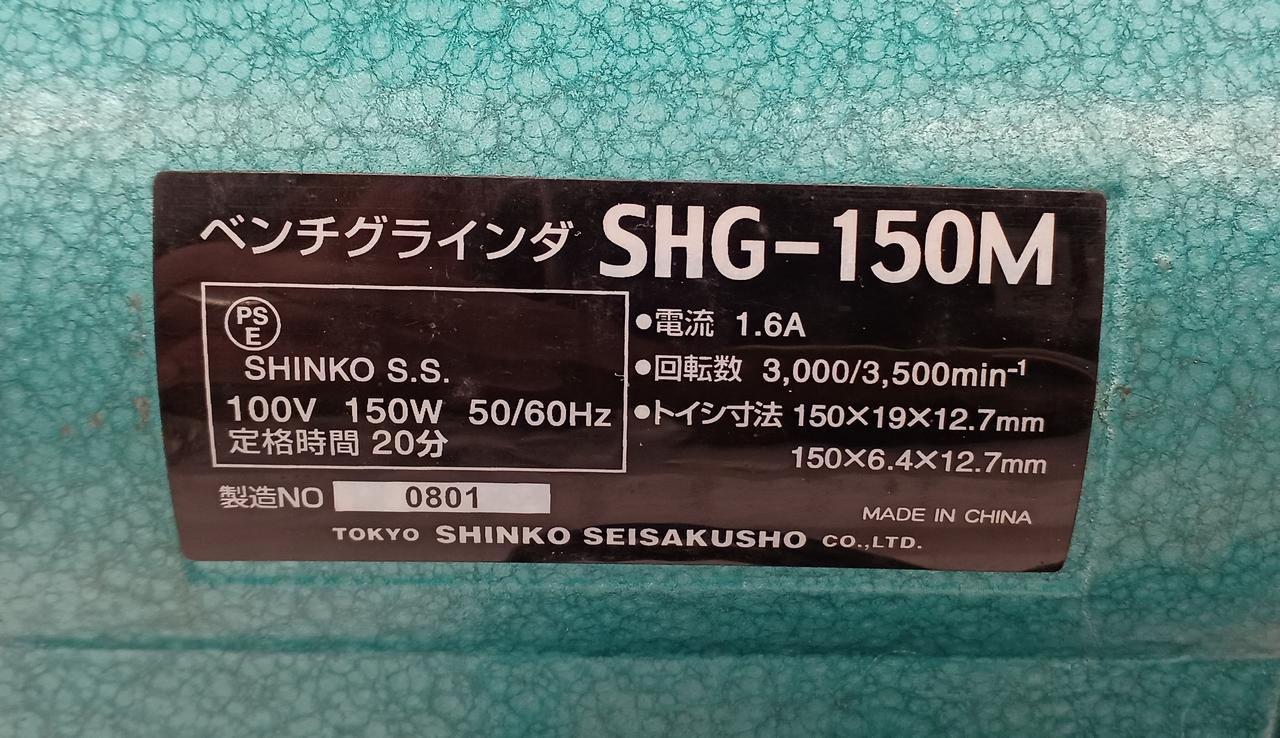 ベンチグラインダ SHG-150M
PS
E
SHINKO S.S.
100V 150W 50/60Hz
定格時間 20分
●電流 1.6A
●回転数 3,000/3,500min⁻¹
●トイシ寸法 150×19×12.7mm
150×6.4×12.7mm
製造NO 0801
MADE IN CHINA
TOKYO SHINKO SEISAKUSHO CO.,LTD.